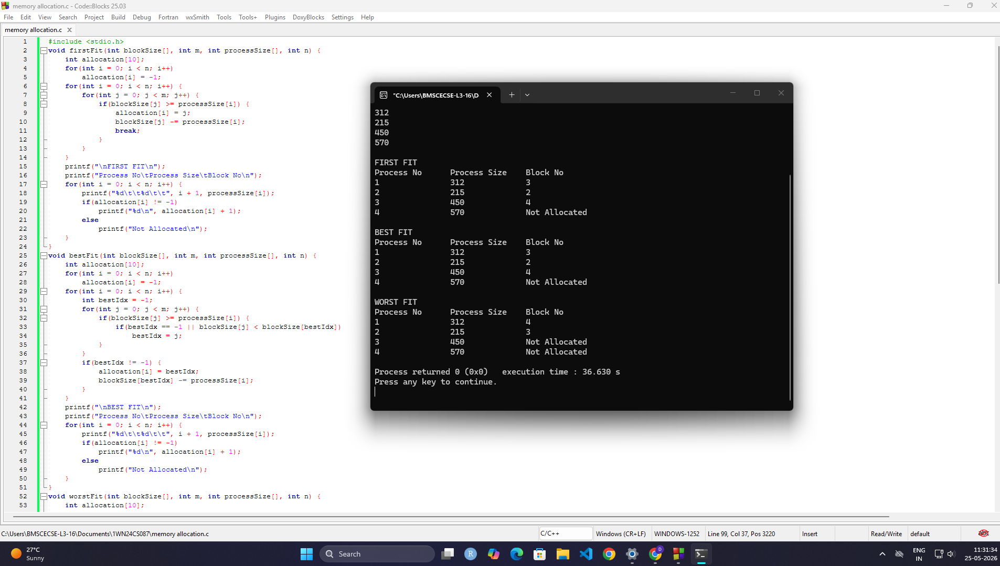 memory allocation.c - Code::Blocks 25.03
File Edit View Search Project Build Debug Fortran wxSmith Tools Tools+ Plugins DoxyBlocks Settings Help
memory allocation.c
1 #include <stdio.h>
2 void firstFit(int blockSize[], int m, int processSize[], int n) {
3 int allocation[10];
4 for(int i = 0; i < n; i++)
5 allocation[i] = -1;
6 for(int i = 0; i < n; i++) {
7 for(int j = 0; j < m; j++) {
8 if(blockSize[j] >= processSize[i]) {
9 allocation[i] = j;
10 blockSize[j] -= processSize[i];
11 break;
12 }
13 }
14 }
15 printf("\nFIRST FIT\n");
16 printf("Process No\tProcess Size\tBlock No\n");
17 for(int i = 0; i < n; i++) {
18 printf("%d\t\t%d\t\t", i + 1, processSize[i]);
19 if(allocation[i] != -1)
20 printf("%d\n", allocation[i] + 1);
21 else
22 printf("Not Allocated\n");
23 }
24 }
25 void bestFit(int blockSize[], int m, int processSize[], int n) {
26 int allocation[10];
27 for(int i = 0; i < n; i++)
28 allocation[i] = -1;
29 for(int i = 0; i < n; i++) {
30 int bestIdx = -1;
31 for(int j = 0; j < m; j++) {
32 if(blockSize[j] >= processSize[i]) {
33 if(bestIdx == -1 || blockSize[j] < blockSize[bestIdx])
34 bestIdx = j;
35 }
36 }
37 if(bestIdx != -1) {
38 allocation[i] = bestIdx;
39 blockSize[bestIdx] -= processSize[i];
40 }
41 }
42 printf("\nBEST FIT\n");
43 printf("Process No\tProcess Size\tBlock No\n");
44 for(int i = 0; i < n; i++) {
45 printf("%d\t\t%d\t\t", i + 1, processSize[i]);
46 if(allocation[i] != -1)
47 printf("%d\n", allocation[i] + 1);
48 else
49 printf("Not Allocated\n");
50 }
51 }
52 void worstFit(int blockSize[], int m, int processSize[], int n) {
53 int allocation[10];
"C:\Users\BMSCECSE-L3-16\D
312
215
450
570
FIRST FIT
Process No Process Size Block No
1 312 3
2 215 2
3 450 4
4 570 Not Allocated
BEST FIT
Process No Process Size Block No
1 312 3
2 215 2
3 450 4
4 570 Not Allocated
WORST FIT
Process No Process Size Block No
1 312 4
2 215 3
3 450 Not Allocated
4 570 Not Allocated
Process returned 0 (0x0) execution time : 36.630 s
Press any key to continue.
C:\Users\BMSCECSE-L3-16\Documents\1WN24CS087\memory allocation.c C/C++ Windows (CR+LF) WINDOWS-1252 Line 99, Col 37, Pos 3220 Insert Read/Write default abc
27°C
Sunny
Search
R
D
ENG
IN
11:31:34
25-05-2026